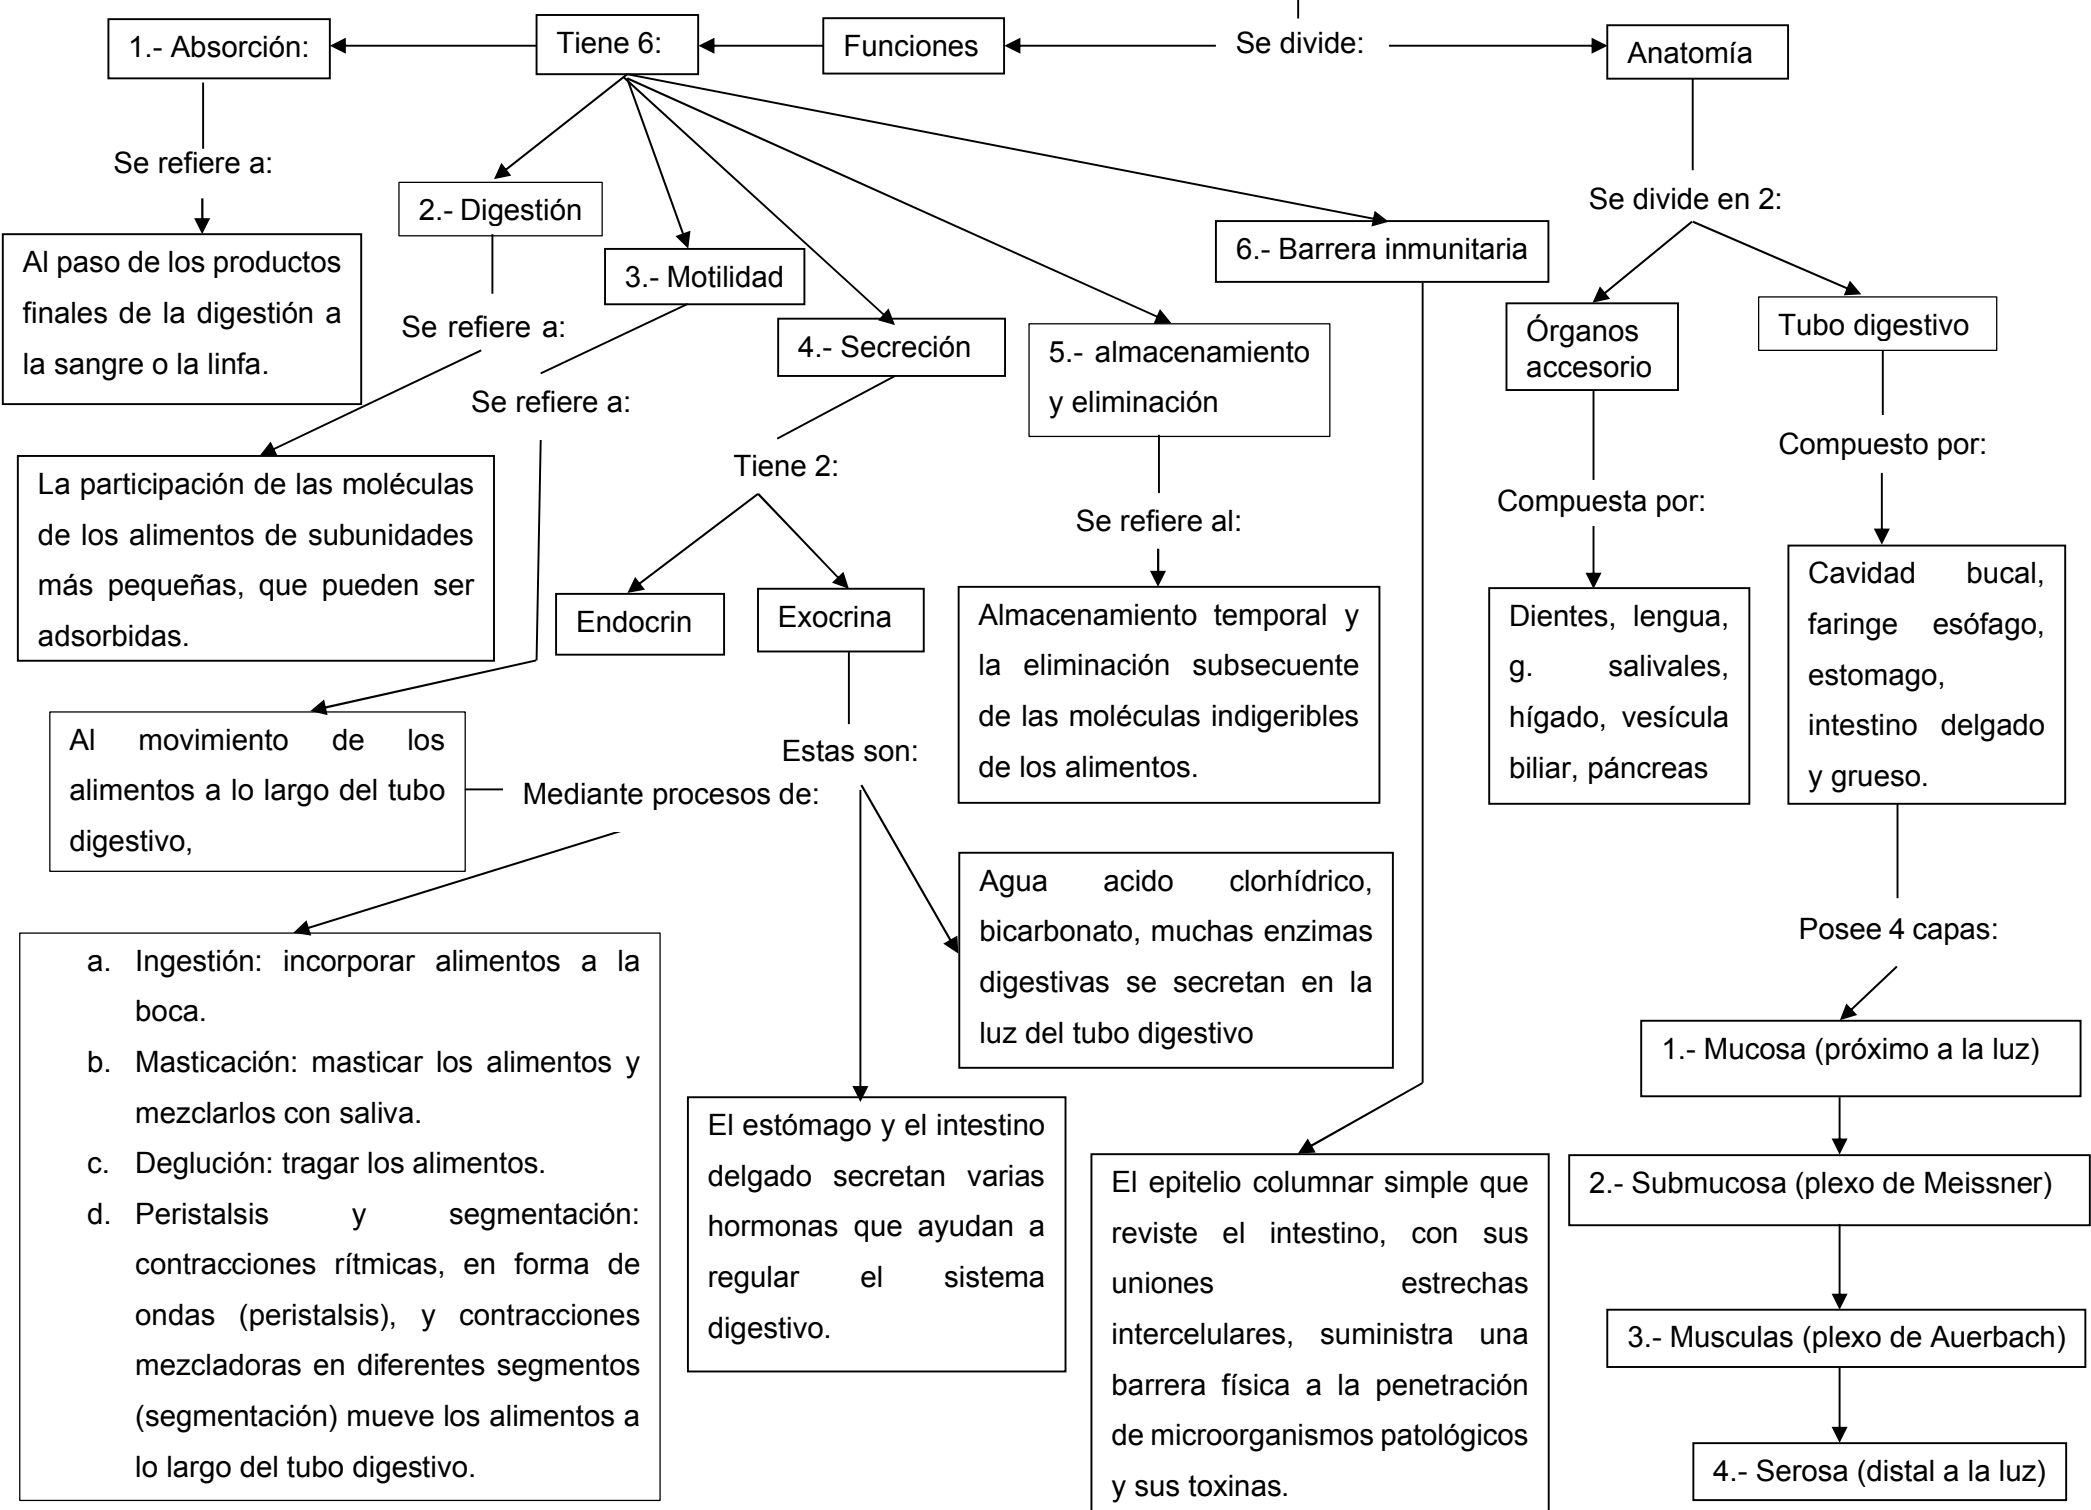 1.- Absorción:
Tiene 6:
Funciones
Se divide:
Anatomía
Se refiere a:
Al paso de los productos
finales de la digestión a
la sangre o la linfa.
2.- Digestión
Se refiere a:
La participación de las moléculas
de los alimentos de subunidades
más pequeñas, que pueden ser
adsorbidas.
3.- Motilidad
Se refiere a:
Al movimiento de los
alimentos a lo largo del tubo
digestivo,
Mediante procesos de:
a. Ingestión: incorporar alimentos a la
boca.
b. Masticación: masticar los alimentos y
mezclarlos con saliva.
c. Deglución: tragar los alimentos.
d. Peristalsis y segmentación:
contracciones rítmicas, en forma de
ondas (peristalsis), y contracciones
mezcladoras en diferentes segmentos
(segmentación) mueve los alimentos a
lo largo del tubo digestivo.
4.- Secreción
Tiene 2:
Endocrin
Exocrina
Estas son:
Agua acido clorhídrico,
bicarbonato, muchas enzimas
digestivas se secretan en la
luz del tubo digestivo
El estómago y el intestino
delgado secretan varias
hormonas que ayudan a
regular el sistema
digestivo.
5.- almacenamiento
y eliminación
Se refiere al:
Almacenamiento temporal y
la eliminación subsecuente
de las moléculas indigeribles
de los alimentos.
6.- Barrera inmunitaria
El epitelio columnar simple que
reviste el intestino, con sus
uniones estrechas
intercelulares, suministra una
barrera física a la penetración
de microorganismos patológicos
y sus toxinas.
Se divide en 2:
Órganos
accesorio
Compuesta por:
Dientes, lengua,
g. salivales,
hígado, vesícula
biliar, páncreas
Tubo digestivo
Compuesto por:
Cavidad bucal,
faringe esófago,
estomago,
intestino delgado
y grueso.
Posee 4 capas:
1.- Mucosa (próximo a la luz)
2.- Submucosa (plexo de Meissner)
3.- Musculas (plexo de Auerbach)
4.- Serosa (distal a la luz)